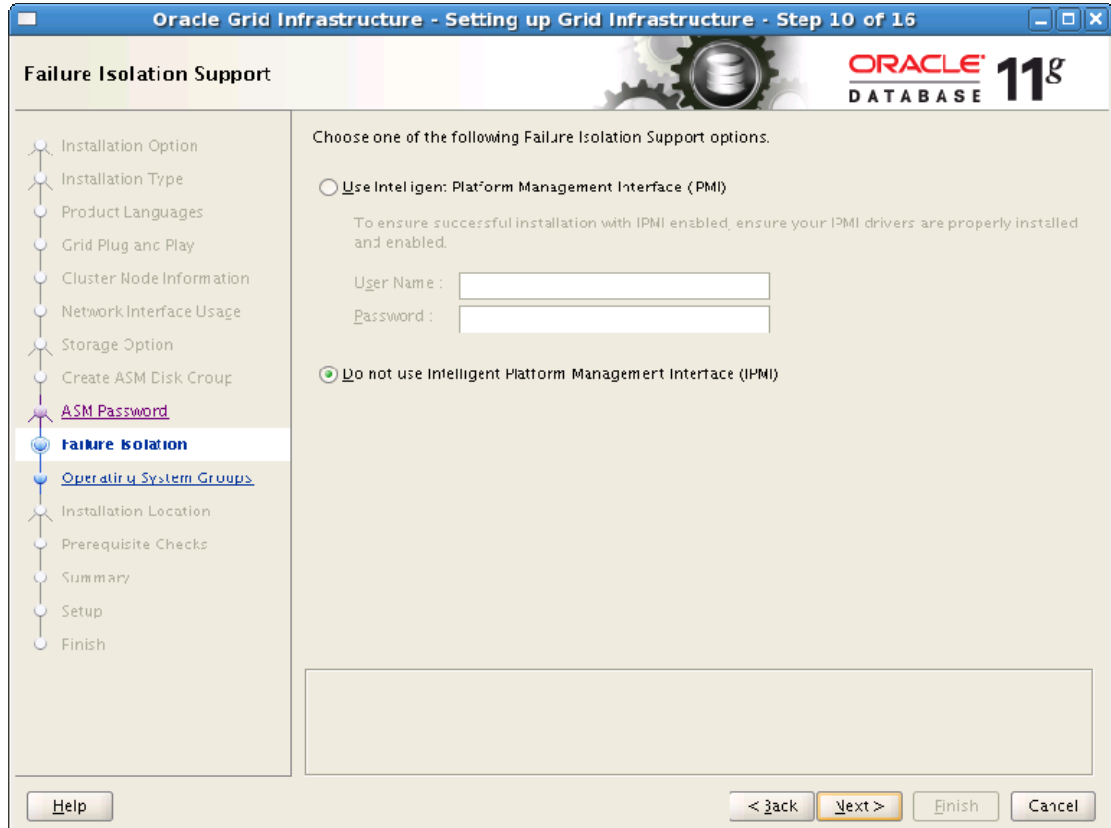 Oracle Grid Infrastructure - Setting up Grid Infrastructure - Step 10 of 16
Failure Isolation Support
ORACLE
DATABASE
11g
Installation Option
Installation Type
Product Languages
Grid Plug and Play
Cluster Node Information
Network Interface Usage
Storage Option
Create ASM Disk Group
ASM Password
Failure Isolation
Operating System Groups
Installation Location
Prerequisite Checks
Summary
Setup
Finish
Choose one of the following Failure Isolation Support options.
Use Intelligent Platform Management Interface (IPMI)
To ensure successful installation with IPMI enabled, ensure your IPMI drivers are properly installed
and enabled.
User Name :
Password :
Do not use Intelligent Platform Management Interface (IPMI)
Help
< Back
Next >
Finish
Cancel